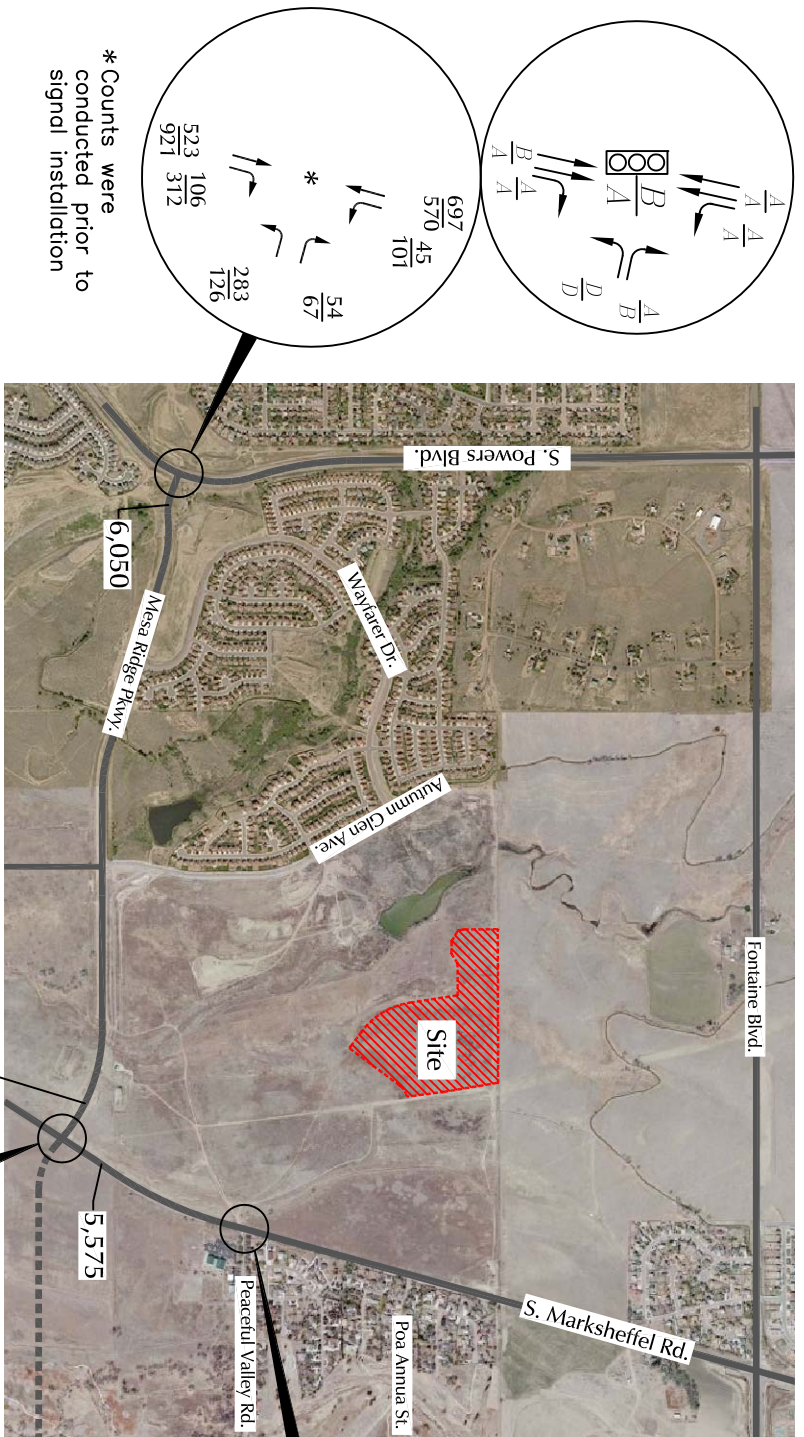 A
A
A
A
B
A
B
A
A
A
A
B
D
D
697
570
45
101
*
54
67
283
126
106
312
523
921
* Counts were
conducted prior to
signal installation
S. Powers Blvd.
Fontaine Blvd.
Wayfarer Dr.
6,050
Mesa Ridge Pkwy.
Autumn Glen Ave.
Site
S. Marksheffel Rd.
5,575
Peaceful Valley Rd.
Poa Annua St.